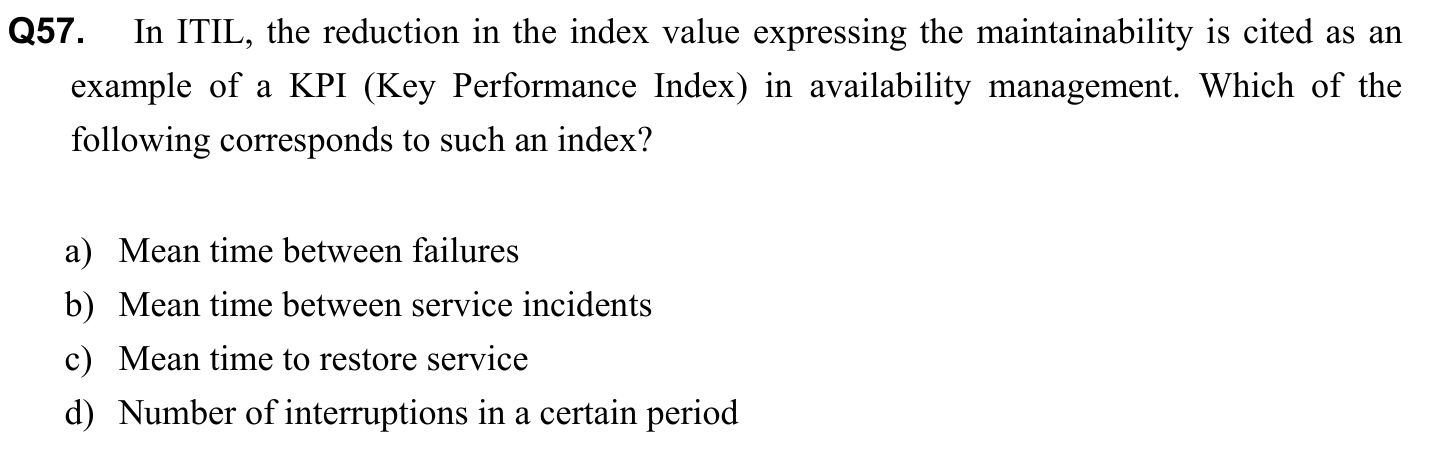 Q57. In ITIL, the reduction in the index value expressing the maintainability is cited as an
example of a KPI (Key Performance Index) in availability management. Which of the
following corresponds to such an index?
a) Mean time between failures
b) Mean time between service incidents
c) Mean time to restore service
d) Number of interruptions in a certain period